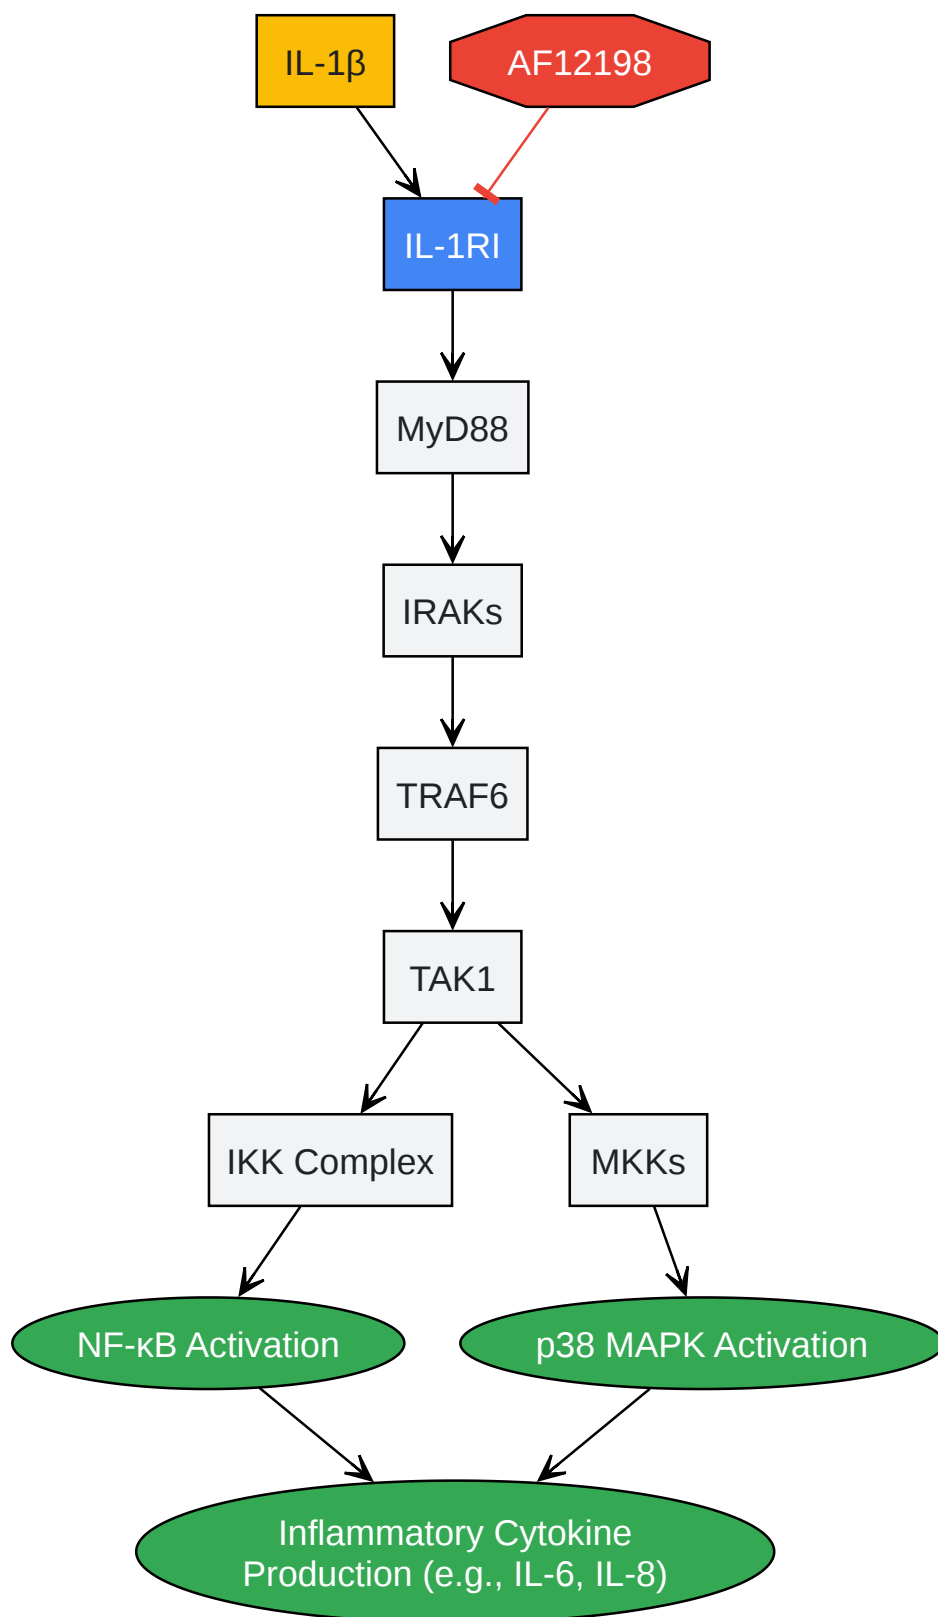 IL-1β
AF12198
IL-1RI
MyD88
IRAKs
TRAF6
TAK1
IKK Complex
MKKs
NF-κB Activation
p38 MAPK Activation
Inflammatory Cytokine
Production (e.g., IL-6, IL-8)